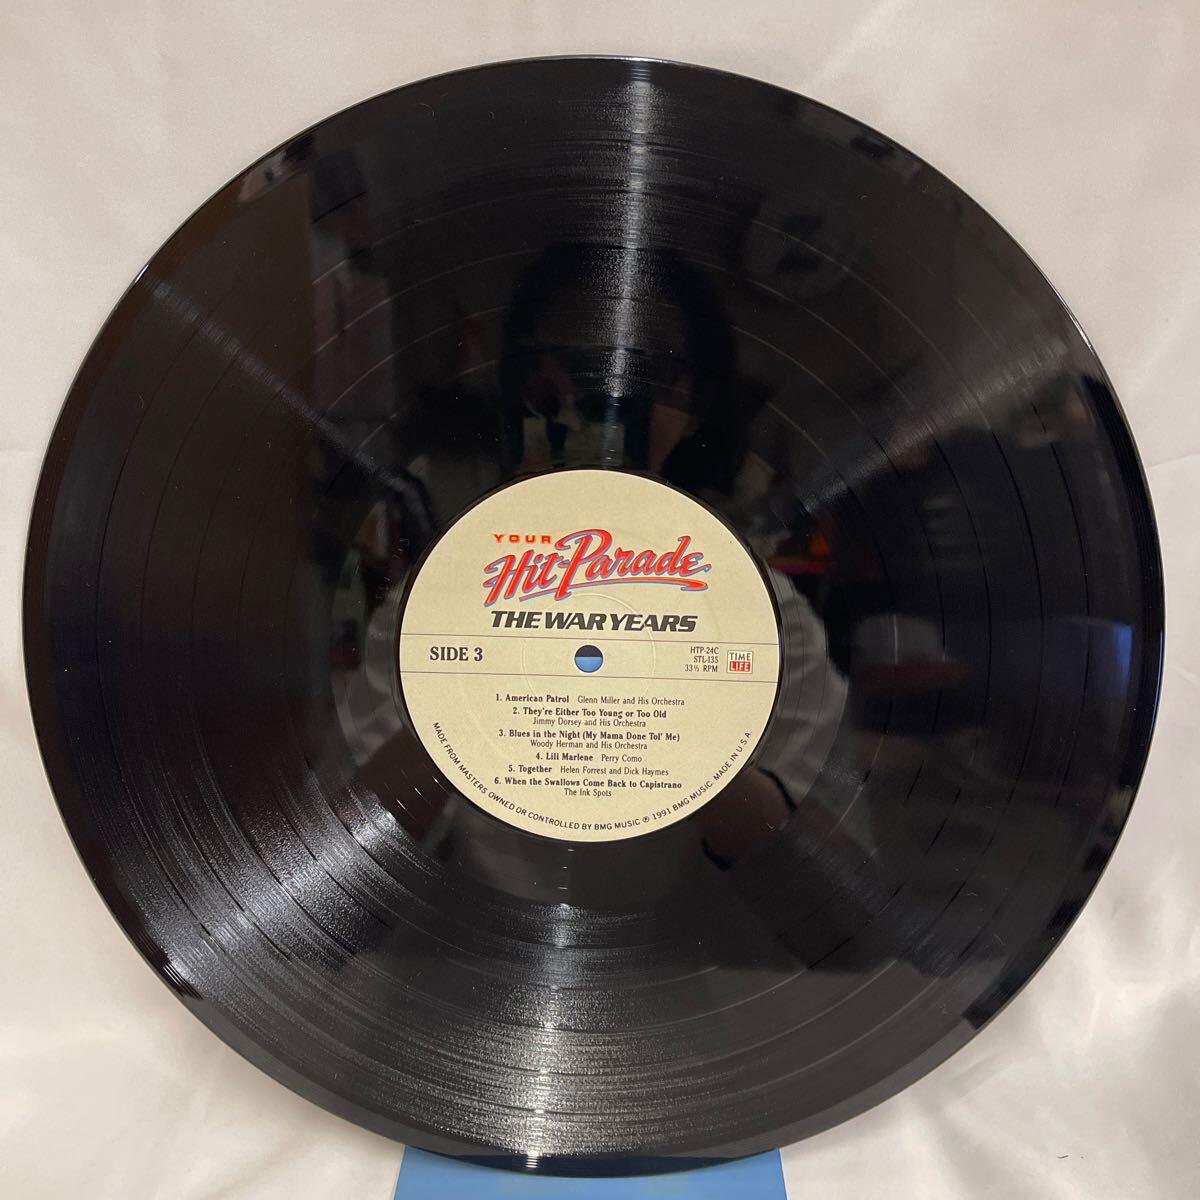 YOUR
Hit Parade
THE WAR YEARS
SIDE 3
HTP-24C
STL-135
33 1/3 RPM
TIME
LIFE
1. American Patrol Glenn Miller and His Orchestra
2. They're Either Too Young or Too Old
Jimmy Dorsey and His Orchestra
3. Blues in the Night (My Mama Done Tol' Me)
Woody Herman and His Orchestra
4. Lili Marlene Perry Como
5. Together Helen Forrest and Dick Haymes
6. When the Swallows Come Back to Capistrano
The Ink Spots
MADE FROM MASTERS OWNED OR CONTROLLED BY BMG MUSIC ℗ 1991 BMG MUSIC. MADE IN U.S.A.